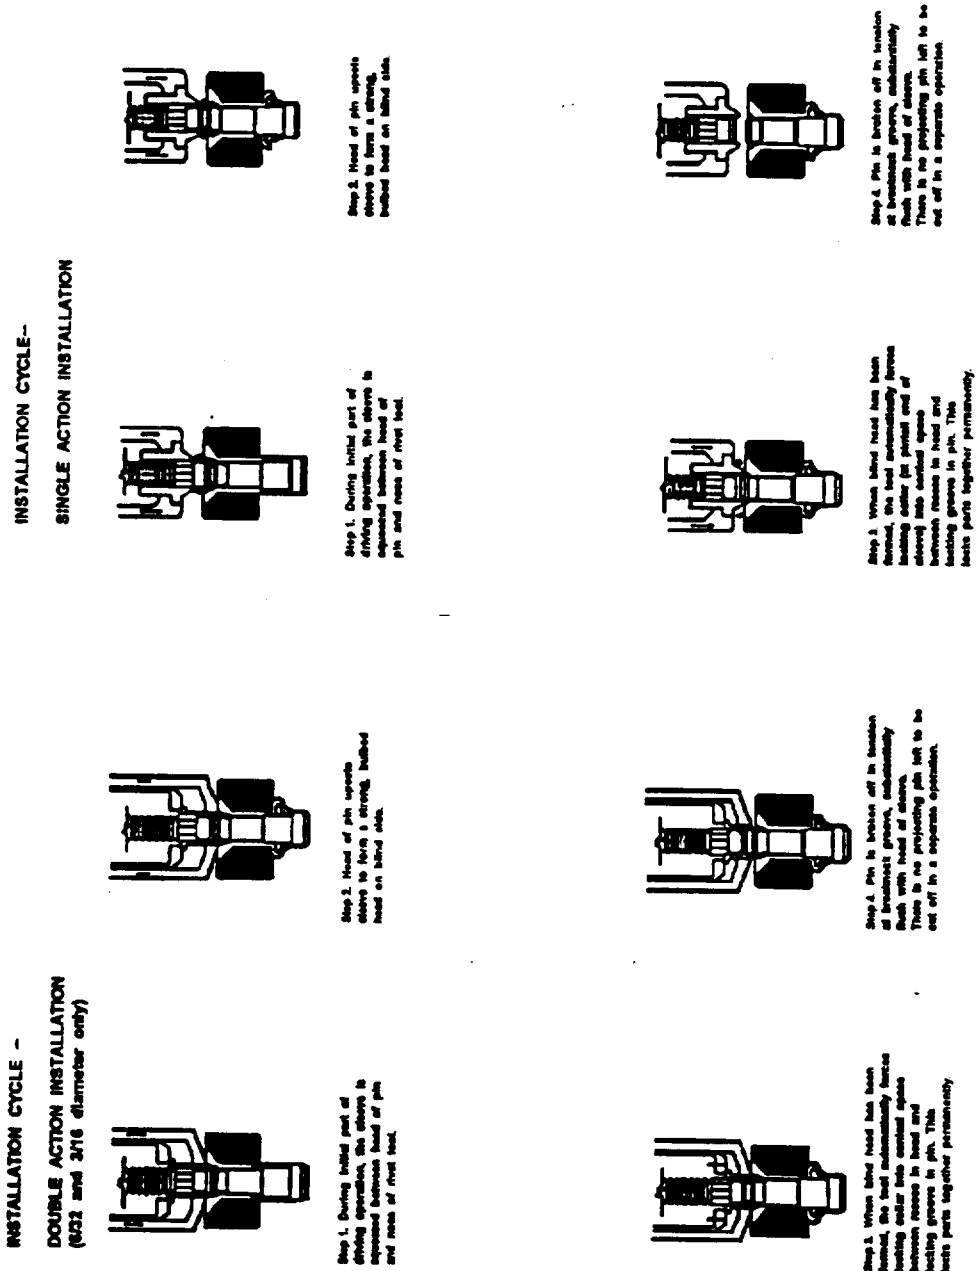 INSTALLATION CYCLE –
DOUBLE ACTION INSTALLATION
(5/32 and 3/16 diameter only)
Step 1. During initial part of
driving operation, the sleeve is
squeezed between head of pin
and nose of rivet tool.
Step 2. Head of pin upsets
sleeve to form a strong, bulbed
head on blind side.
Step 3. When blind head has been
formed, the tool automatically forces
locking collar into conical space
between recess in head and
locking groove in pin. This
locks parts together permanently.
Step 4. Pin is broken off in tension
at breakneck groove, substantially
flush with head of sleeve.
There is no projecting pin left to be
cut off in a separate operation.
INSTALLATION CYCLE--
SINGLE ACTION INSTALLATION
Step 1. During initial part of
driving operation, the sleeve is
squeezed between head of
pin and nose of rivet tool.
Step 2. Head of pin upsets
sleeve to form a strong,
bulbed head on blind side.
Step 3. When blind head has been
formed, the tool automatically forces
locking collar (at pintail end of
sleeve) into conical space
between recess in head and
locking groove in pin. This
locks parts together permanently.
Step 4. Pin is broken off in tension
at breakneck groove, substantially
flush with head of sleeve.
There is no projecting pin left to be
cut off in a separate operation.